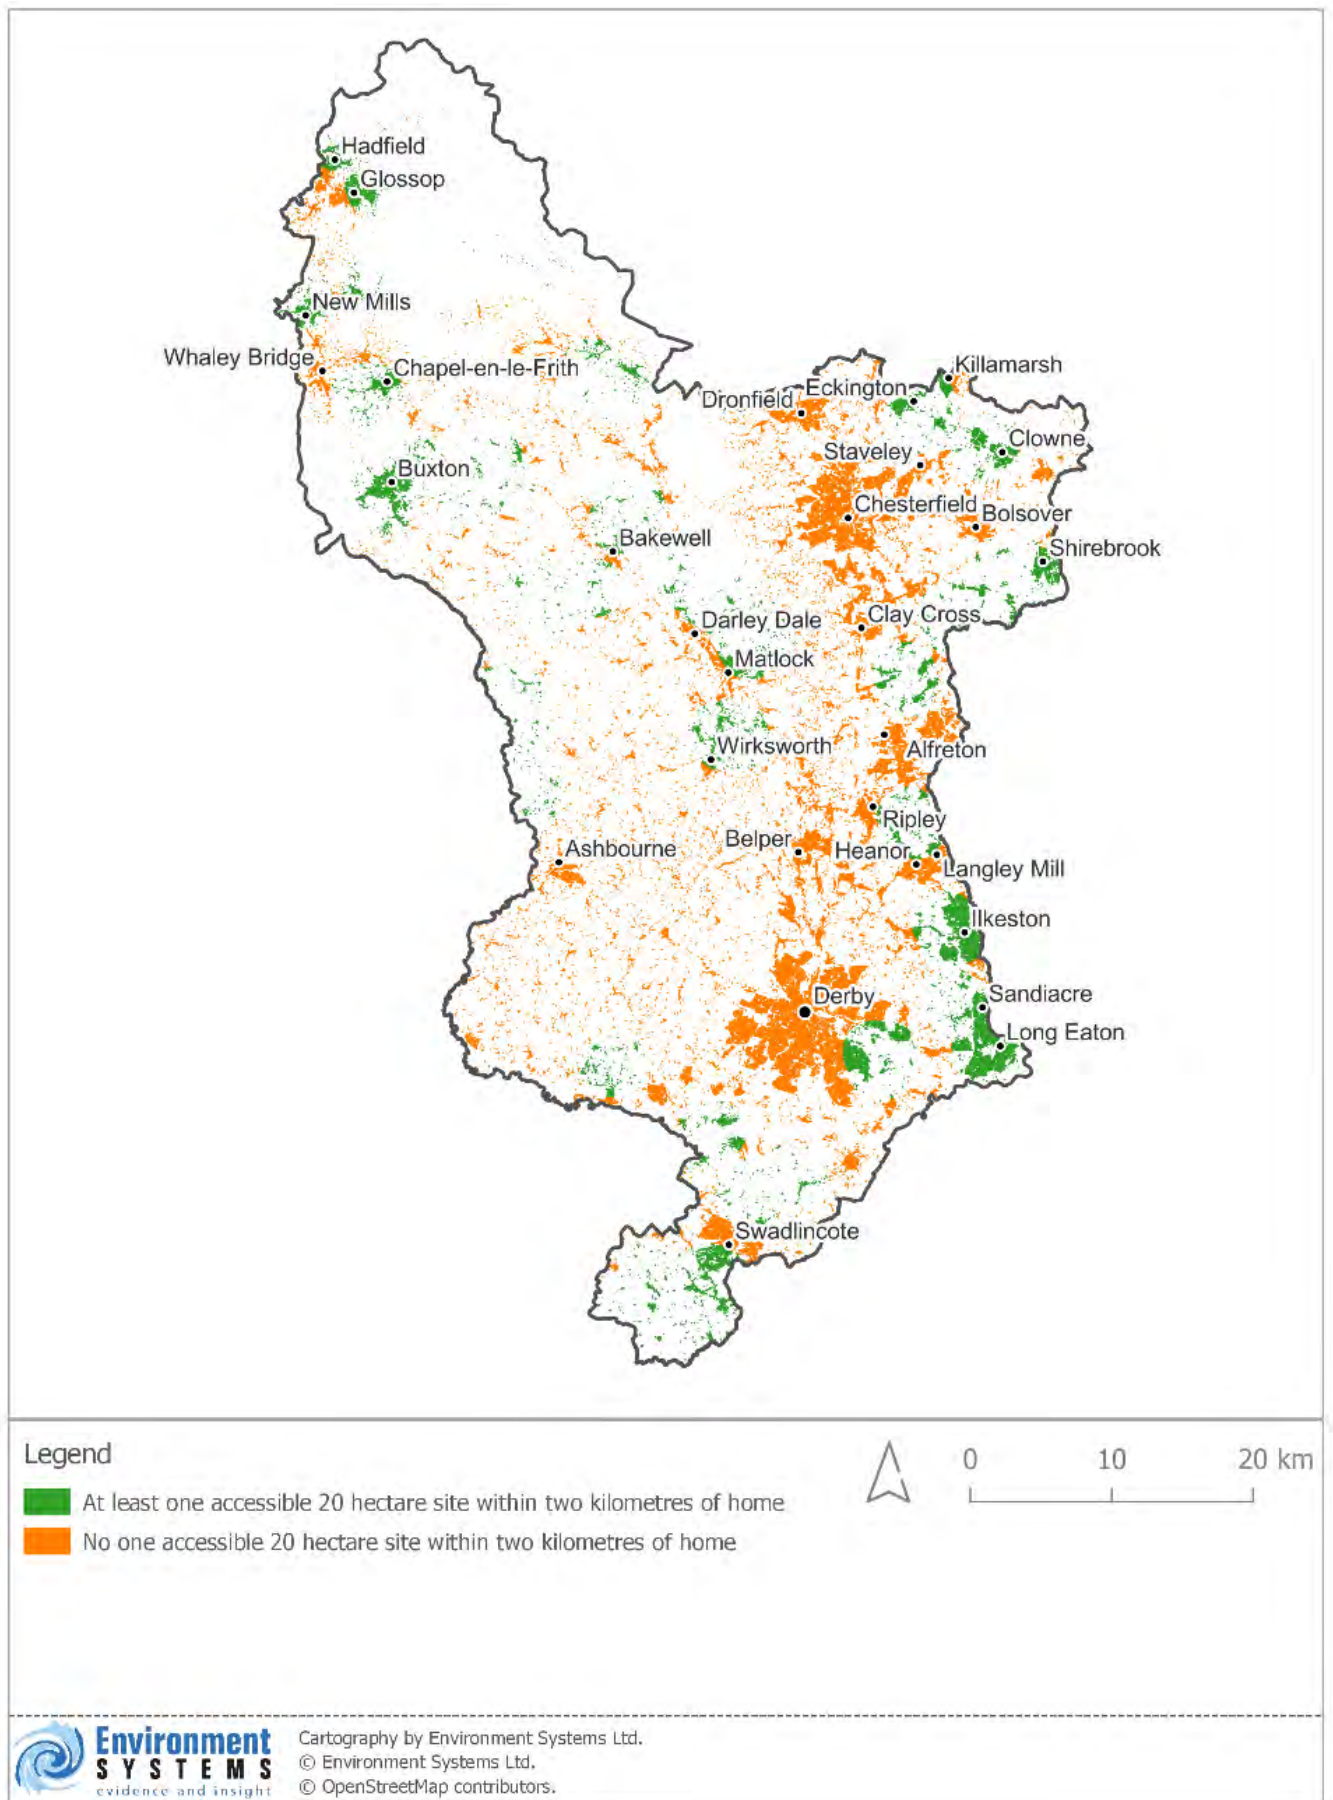 Hadfield
Glossop
New Mills
Whaley Bridge
Chapel-en-le-Frith
Killamarsh
Eckington
Dronfield
Clowne
Staveley
Buxton
Chesterfield
Bolsover
Bakewell
Shirebrook
Clay Cross
Darley Dale
Matlock
Wirksworth
Alfreton
Ripley
Belper
Heanor
Ashbourne
Langley Mill
Ilkeston
Sandiacre
Derby
Long Eaton
Swadlincote
Legend
0 10 20 km
At least one accessible 20 hectare site within two kilometres of home
No one accessible 20 hectare site within two kilometres of home
Environment
SYSTEMS
evidence and insight
Cartography by Environment Systems Ltd.
© Environment Systems Ltd.
© OpenStreetMap contributors.